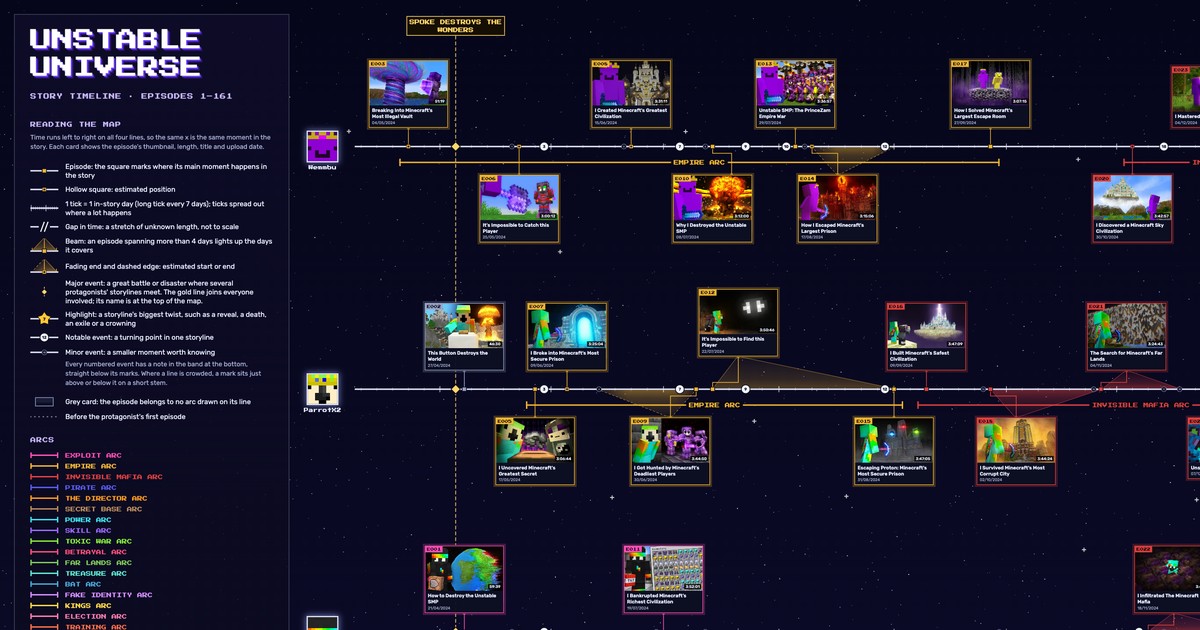 UNSTABLE
UNIVERSE
STORY TIMELINE · EPISODES 1-161
READING THE MAP
Time runs left to right on all four lines, so the same x is the same moment in the
story. Each card shows the episode's thumbnail, length, title and upload date.
Episode: the square marks where its main moment happens in
the story
Hollow square: estimated position
1 tick = 1 in-story day (long tick every 7 days); ticks spread out
where a lot happens
Gap in time: a stretch of unknown length, not to scale
Beam: an episode spanning more than 4 days lights up the days
it covers
Fading end and dashed edge: estimated start or end
Major event: a great battle or disaster where several
protagonists' storylines meet. The gold line joins everyone
involved; its name is at the top of the map.
Highlight: a storyline's biggest twist, such as a reveal, a death,
an exile or a crowning
Notable event: a turning point in one storyline
Minor event: a smaller moment worth knowing
Every numbered event has a note in the band at the bottom,
straight below its marks. Where a line is crowded, a mark sits just
above or below it on a short stem.
Grey card: the episode belongs to no arc drawn on its line
Before the protagonist's first episode
ARCS
EXPLOIT ARC
EMPIRE ARC
INVISIBLE MAFIA ARC
PIRATE ARC
THE DIRECTOR ARC
SECRET BASE ARC
POWER ARC
SKILL ARC
TOXIC WAR ARC
BETRAYAL ARC
FAR LANDS ARC
TREASURE ARC
BAT ARC
FAKE IDENTITY ARC
KINGS ARC
ELECTION ARC
TRAINING ARC
SPOKE DESTROYS THE
WONDERS
Wemmbu
E003
Breaking Into Minecraft's
Most Illegal Vault
E006
It's Impossible to Catch this
Player
I Created Minecraft's Greatest
Civilization
E010
Why I Destroyed the Unstable
SMP
E013
Unstable SMP: The PrinceZam
Empire War
E014
How I Escaped Minecraft's
Largest Prison
E017
How I Solved Minecraft's
Largest Escape Room
E020
I Discovered a Minecraft Sky
Civilization
E023
I Mastered
EMPIRE ARC
ParrotX2
E002
This Button Destroys the
World
E005
I Uncovered Minecraft's
Greatest Secret
E007
I Broke into Minecraft's Most
Secure Prison
E009
I Got Hunted by Minecraft's
Deadliest Players
E012
It's Impossible to Find this
Player
E015
Escaping Proton: Minecraft's
Most Secure Prison
E016
I Built Minecraft's Safest
Civilization
E018
I Survived Minecraft's Most
Corrupt City
E021
The Search for Minecraft's Far
Lands
EMPIRE ARC
INVISIBLE MAFIA ARC
E001
How to Destroy the Unstable
SMP
E011
I Bankrupted Minecraft's
Richest Civilization
E022
I Infiltrated The Minecraft
Mafia